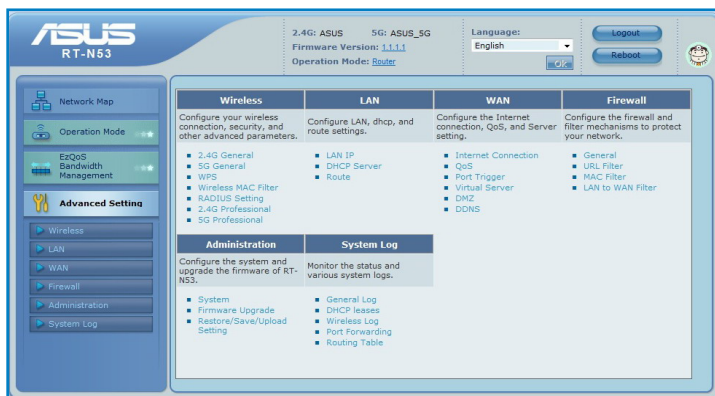 ASUS
RT-N53
2.4G: ASUS 5G: ASUS_5G
Firmware Version: 1.1.1.1
Operation Mode: Router
Language:
English
OK
Logout
Reboot
Network Map
Operation Mode
EzQoS
Bandwidth
Management
Advanced Setting
Wireless
LAN
WAN
Firewall
Administration
System Log
Wireless
Configure your wireless
connection, security, and
other advanced parameters.
2.4G General
5G General
WPS
Wireless MAC Filter
RADIUS Setting
2.4G Professional
5G Professional
LAN
Configure LAN, dhcp, and
route settings.
LAN IP
DHCP Server
Route
WAN
Configure the Internet
connection, QoS, and Server
setting.
Internet Connection
QoS
Port Trigger
Virtual Server
DMZ
DDNS
Firewall
Configure the firewall and
filter mechanisms to protect
your network.
General
URL Filter
MAC Filter
LAN to WAN Filter
Administration
Configure the system and
upgrade the firmware of RT-
N53.
System
Firmware Upgrade
Restore/Save/Upload
Setting
System Log
Monitor the status and
various system logs.
General Log
DHCP leases
Wireless Log
Port Forwarding
Routing Table